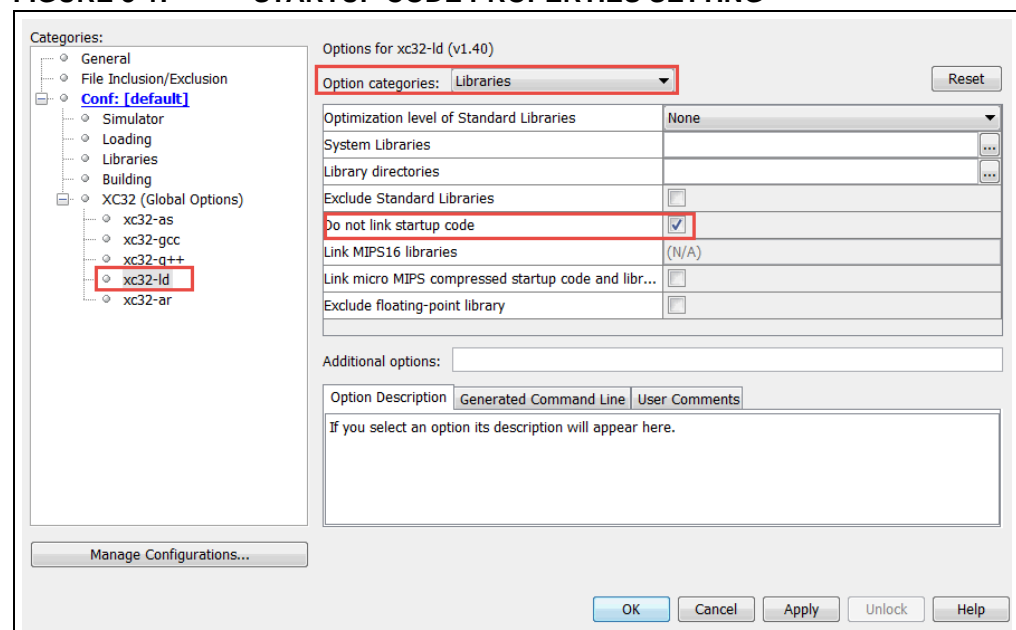 Categories:
General
File Inclusion/Exclusion
Conf: [default]
Simulator
Loading
Libraries
Building
XC32 (Global Options)
xc32-as
xc32-gcc
xc32-g++
xc32-ld
xc32-ar
Manage Configurations...
Options for xc32-ld (v1.40)
Option categories: Libraries Reset
Optimization level of Standard Libraries None
System Libraries ...
Library directories ...
Exclude Standard Libraries
Do not link startup code
Link MIPS16 libraries (N/A)
Link micro MIPS compressed startup code and libr...
Exclude floating-point library
Additional options:
Option Description Generated Command Line User Comments
If you select an option its description will appear here.
OK Cancel Apply Unlock Help